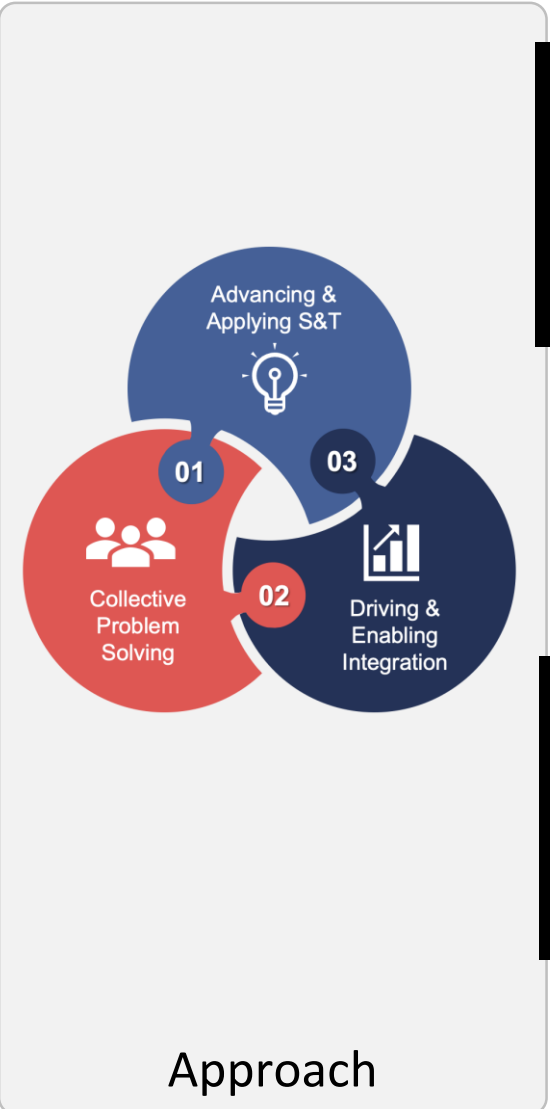 Advancing &
Applying S&T
01
03
02
Collective
Problem
Solving
Driving &
Enabling
Integration
Approach